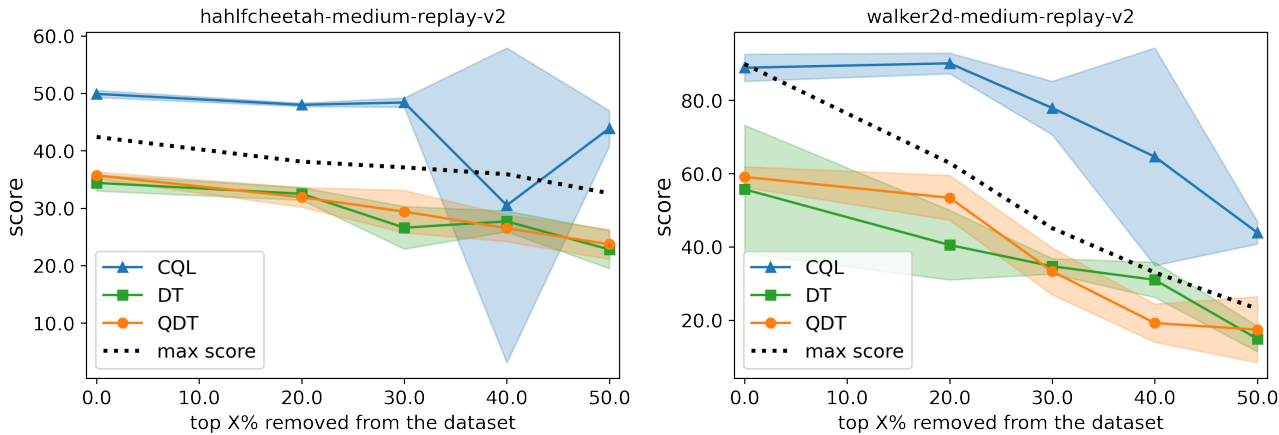 hahlfcheetah-medium-replay-v2
60.0
50.0
40.0
30.0
20.0
10.0
score
CQL
DT
QDT
max score
0.0 10.0 20.0 30.0 40.0 50.0
top X% removed from the dataset
walker2d-medium-replay-v2
80.0
60.0
40.0
20.0
score
CQL
DT
QDT
max score
0.0 10.0 20.0 30.0 40.0 50.0
top X% removed from the dataset